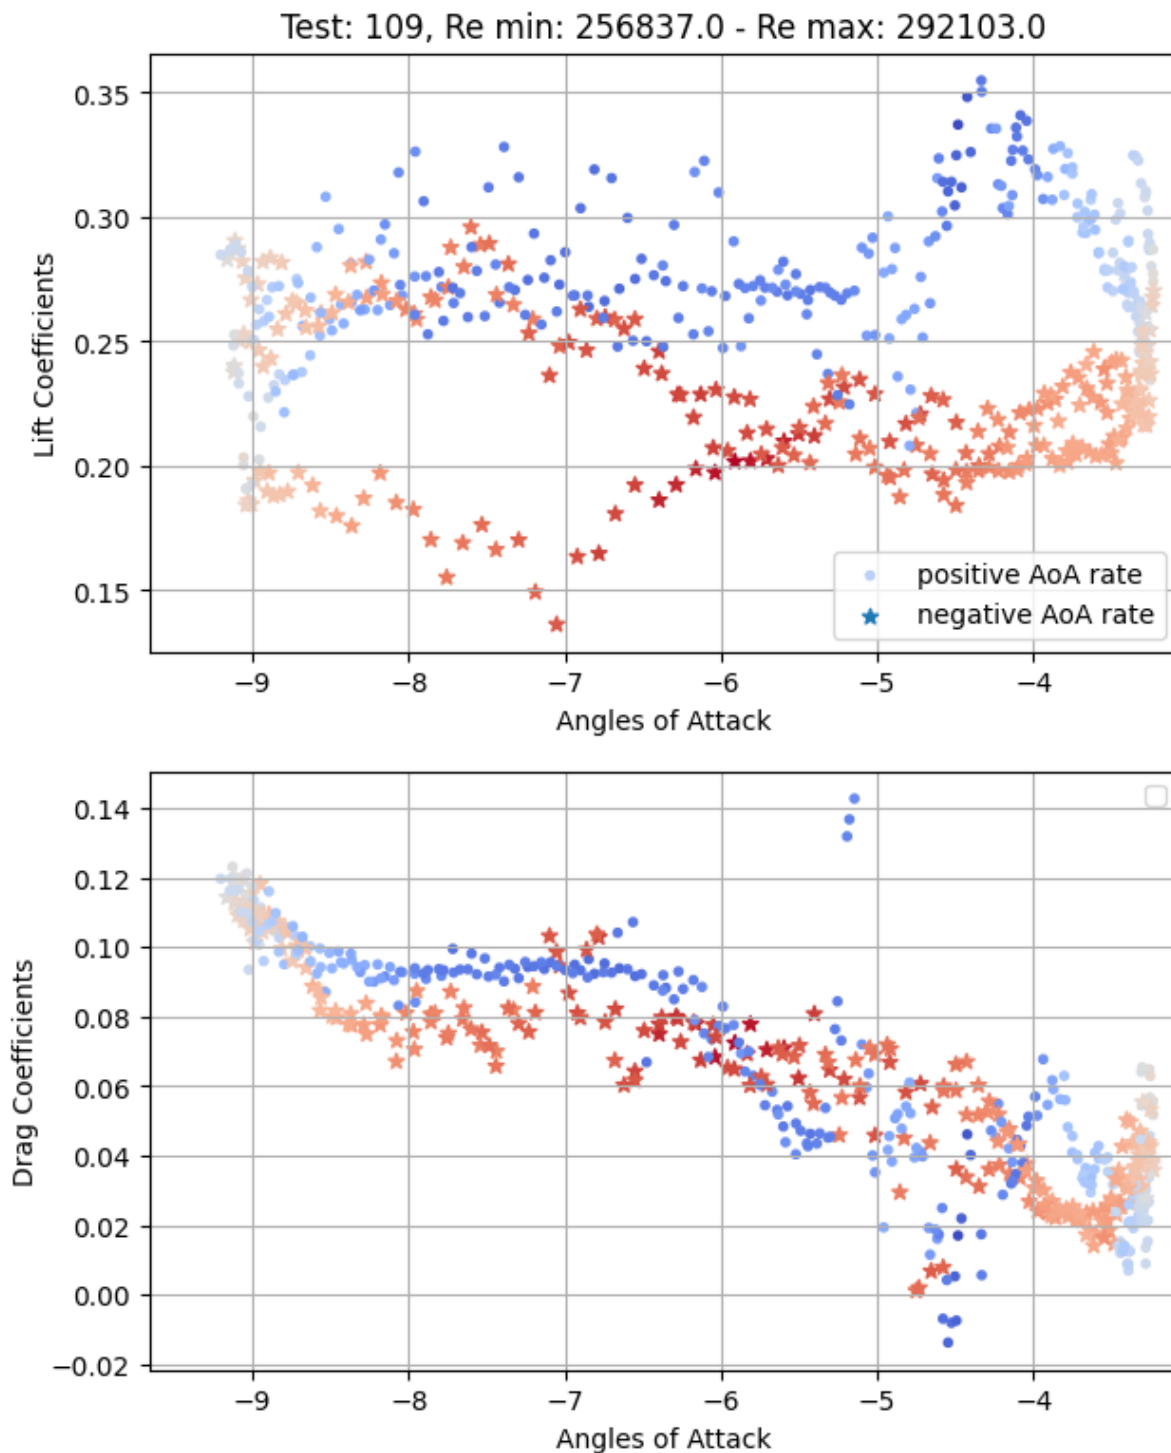 Test: 109, Re min: 256837.0 - Re max: 292103.0
Lift Coefficients
0.35
0.30
0.25
0.20
0.15
positive AoA rate
negative AoA rate
−9 −8 −7 −6 −5 −4
Angles of Attack
Drag Coefficients
0.14
0.12
0.10
0.08
0.06
0.04
0.02
0.00
−0.02
−9 −8 −7 −6 −5 −4
Angles of Attack